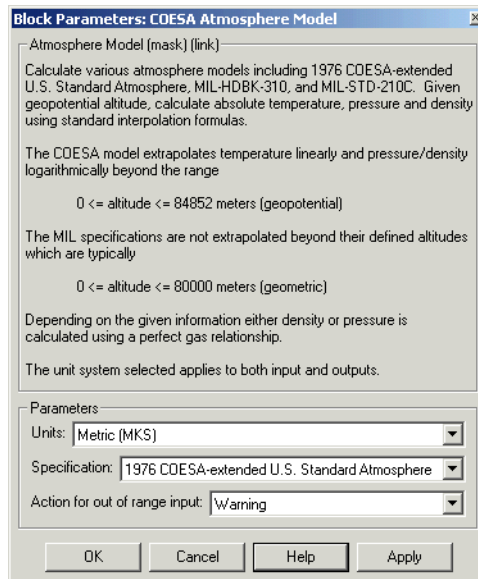 Block Parameters: COESA Atmosphere Model
Atmosphere Model (mask) (link)
Calculate various atmosphere models including 1976 COESA-extended
U.S. Standard Atmosphere, MIL-HDBK-310, and MIL-STD-210C. Given
geopotential altitude, calculate absolute temperature, pressure and density
using standard interpolation formulas.
The COESA model extrapolates temperature linearly and pressure/density
logarithmically beyond the range
0 <= altitude <= 84852 meters (geopotential)
The MIL specifications are not extrapolated beyond their defined altitudes
which are typically
0 <= altitude <= 80000 meters (geometric)
Depending on the given information either density or pressure is
calculated using a perfect gas relationship.
The unit system selected applies to both input and outputs.
Parameters
Units: Metric (MKS)
Specification: 1976 COESA-extended U.S. Standard Atmosphere
Action for out of range input: Warning
OK Cancel Help Apply